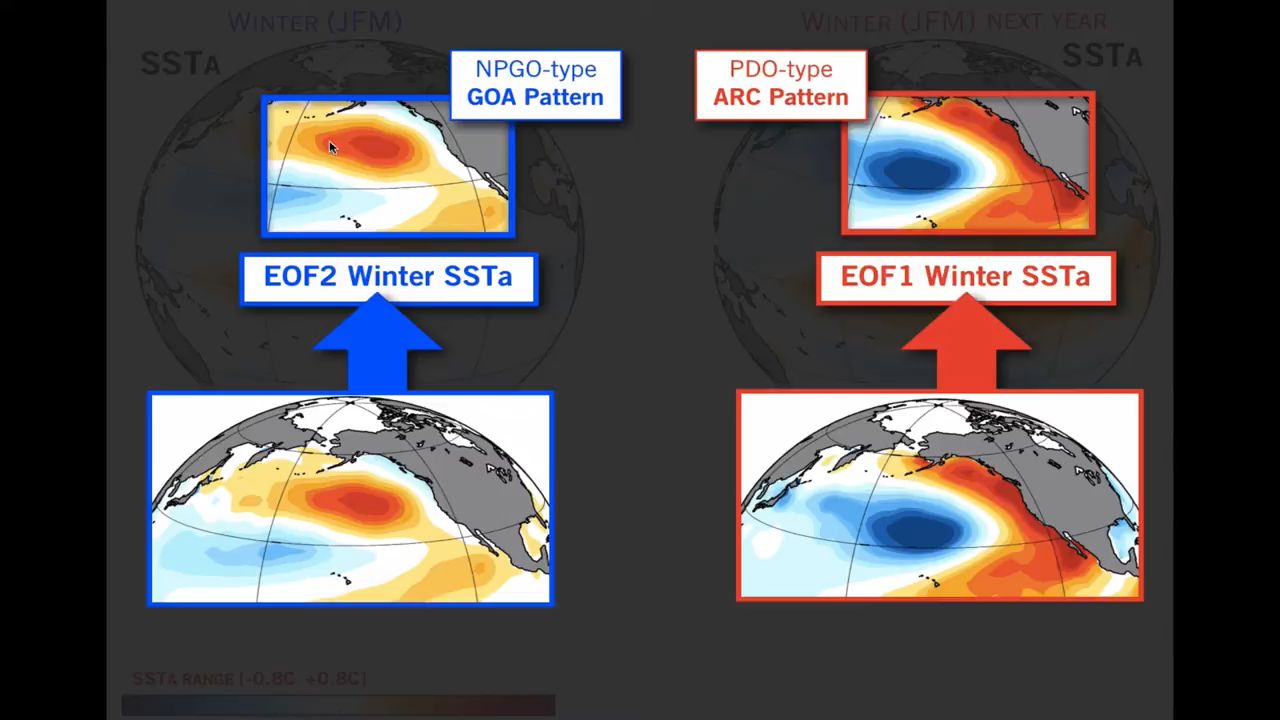 WINTER (JFM)
WINTER (JFM) NEXT YEAR
SSTA
SSTA
NPGO-type
GOA Pattern
PDO-type
ARC Pattern
EOF2 Winter SSTa
EOF1 Winter SSTa
SSTA RANGE [-0.8C +0.8C]